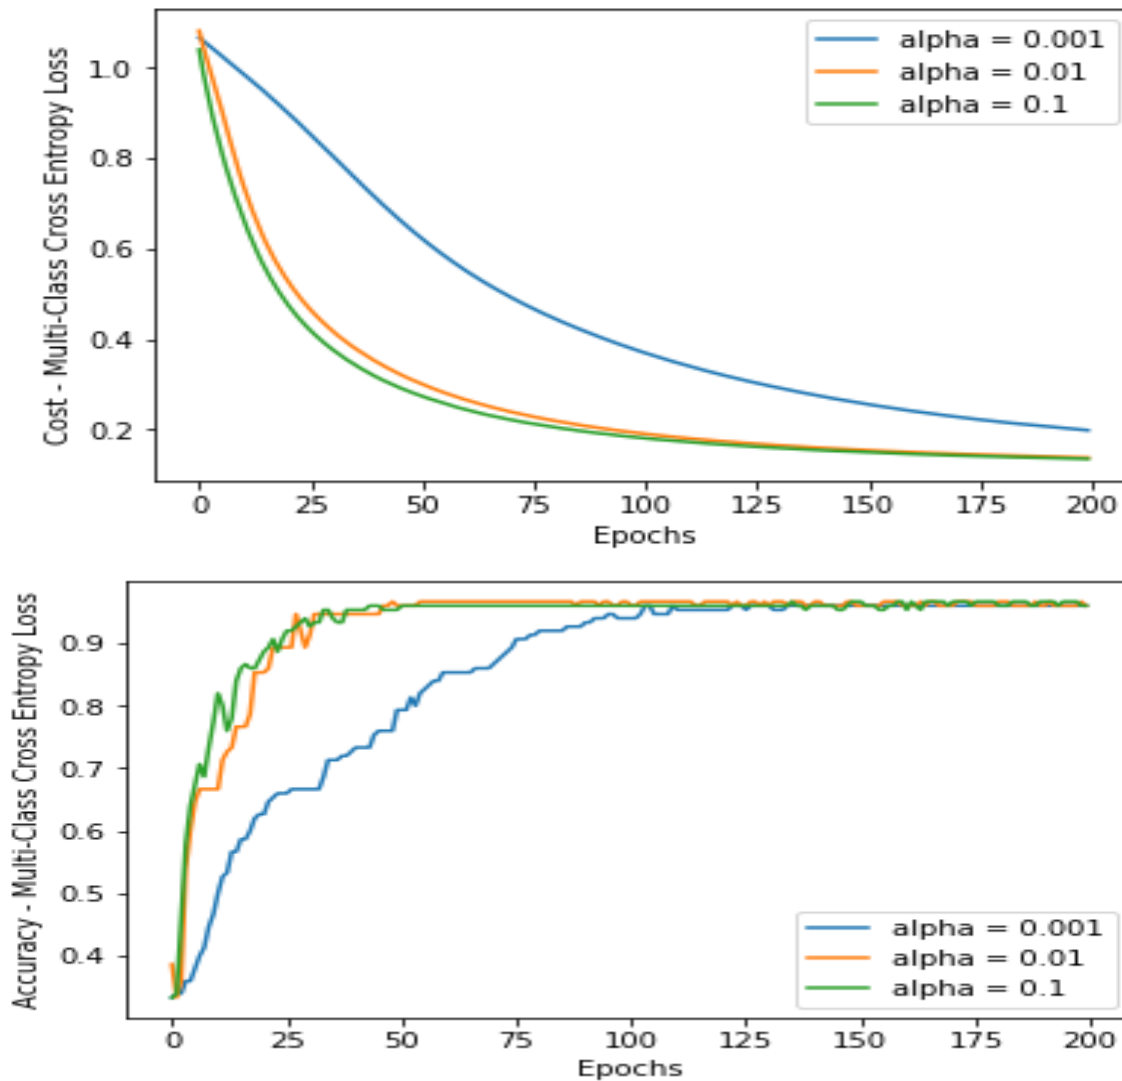 Cost - Multi-Class Cross Entropy Loss
1.0
0.8
0.6
0.4
0.2
alpha = 0.001
alpha = 0.01
alpha = 0.1
0 25 50 75 100 125 150 175 200
Epochs
Accuracy - Multi-Class Cross Entropy Loss
0.9
0.8
0.7
0.6
0.5
0.4
alpha = 0.001
alpha = 0.01
alpha = 0.1
0 25 50 75 100 125 150 175 200
Epochs